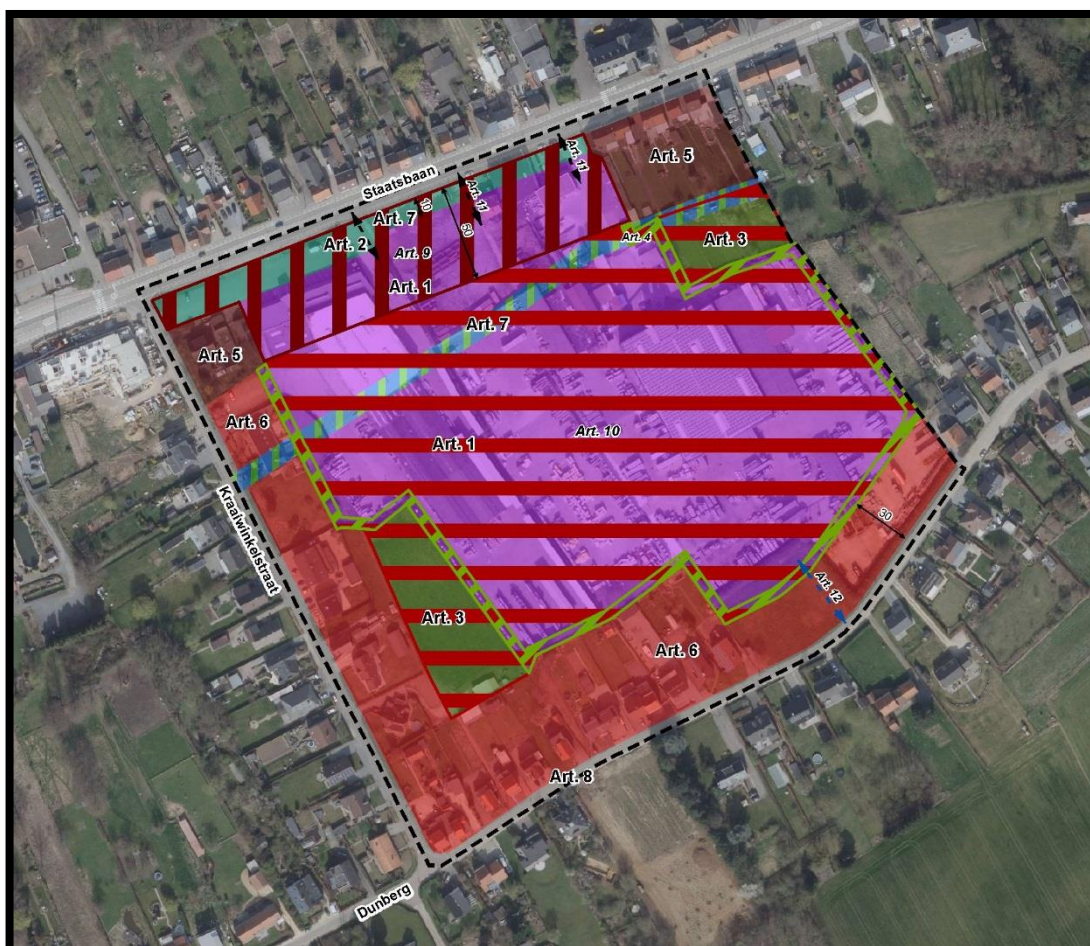 Art. 5
Art. 11
Staatsbaan
Art. 11
Art. 7
10
Art. 2
50
Art. 4
Art. 3
Art. 9
Art. 1
Art. 7
Art. 5
Art. 6
Art. 10
Art. 1
Kraaiwinkelstraat
30
Art. 12
Art. 3
Art. 6
Art. 8
Dunberg